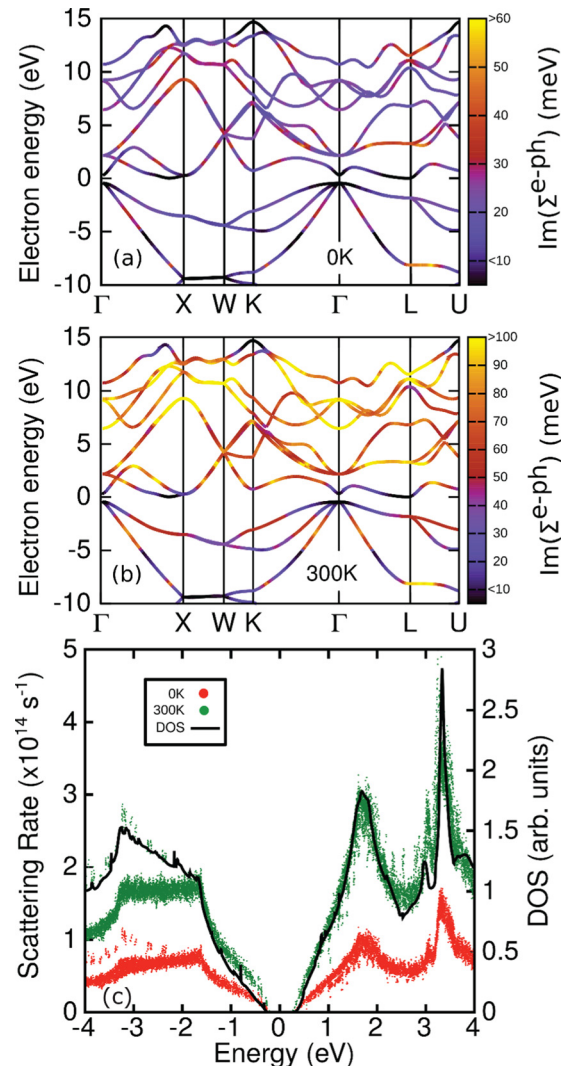 15
10
5
0
-5
-10
Electron energy (eV)
(a)
0K
Γ X W K Γ L U
>60
50
40
30
20
<10
Im(Σe-ph) (meV)
15
10
5
0
-5
-10
Electron energy (eV)
(b)
300K
Γ X W K Γ L U
>100
90
80
70
60
50
40
30
20
<10
Im(Σe-ph) (meV)
5
4
3
2
1
0
Scattering Rate (x10¹⁴ s⁻¹)
0K
300K
DOS
(c)
3
2.5
2
1.5
1
0.5
0
DOS (arb. units)
-4 -3 -2 -1 0 1 2 3 4
Energy (eV)